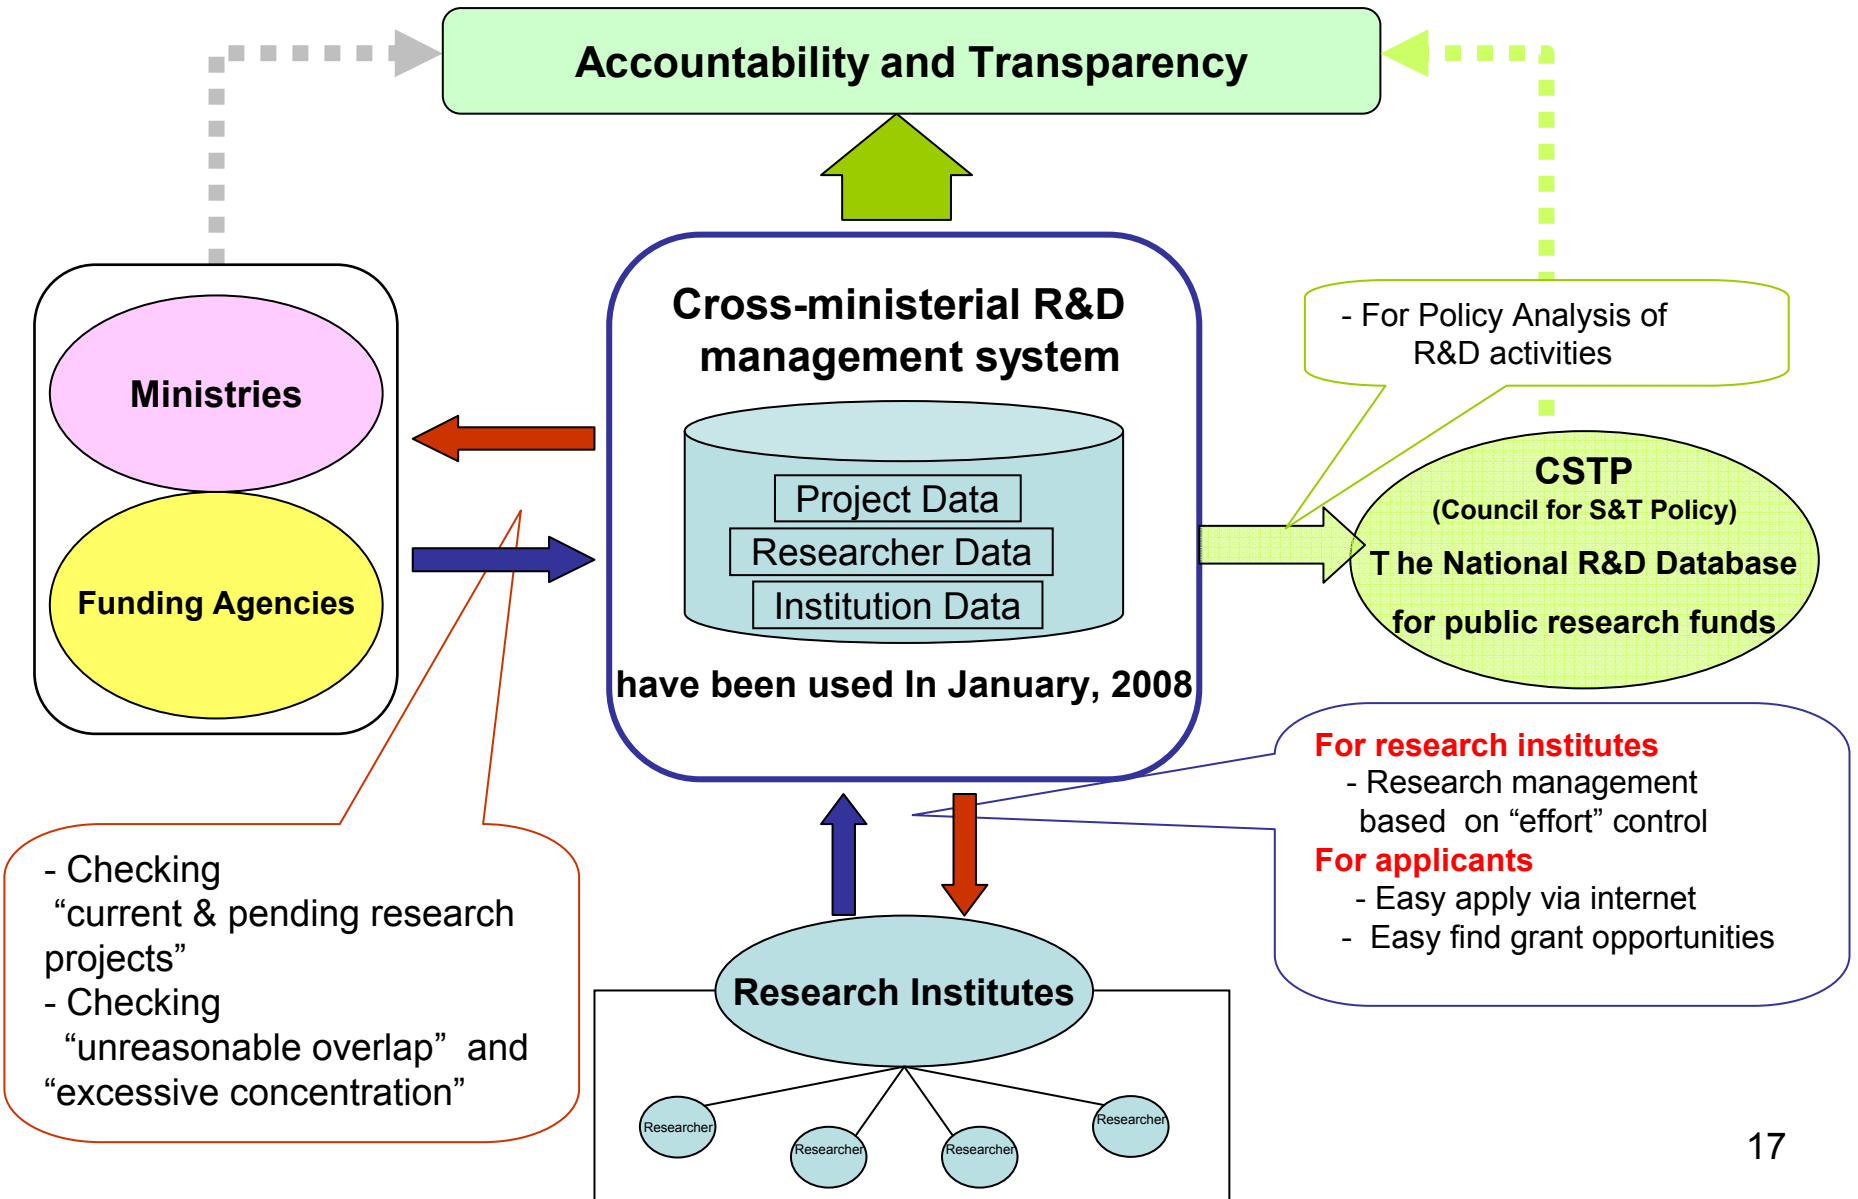 Accountability and Transparency
Cross-ministerial R&D
management system
Project Data
Researcher Data
Institution Data
have been used In January, 2008
Ministries
Funding Agencies
- For Policy Analysis of
R&D activities
CSTP
(Council for S&T Policy)
T he National R&D Database
for public research funds
- Checking
“current & pending research
projects”
- Checking
“unreasonable overlap” and
“excessive concentration”
For research institutes
- Research management
based on “effort” control
For applicants
- Easy apply via internet
- Easy find grant opportunities
Research Institutes
Researcher
Researcher
Researcher
Researcher
17